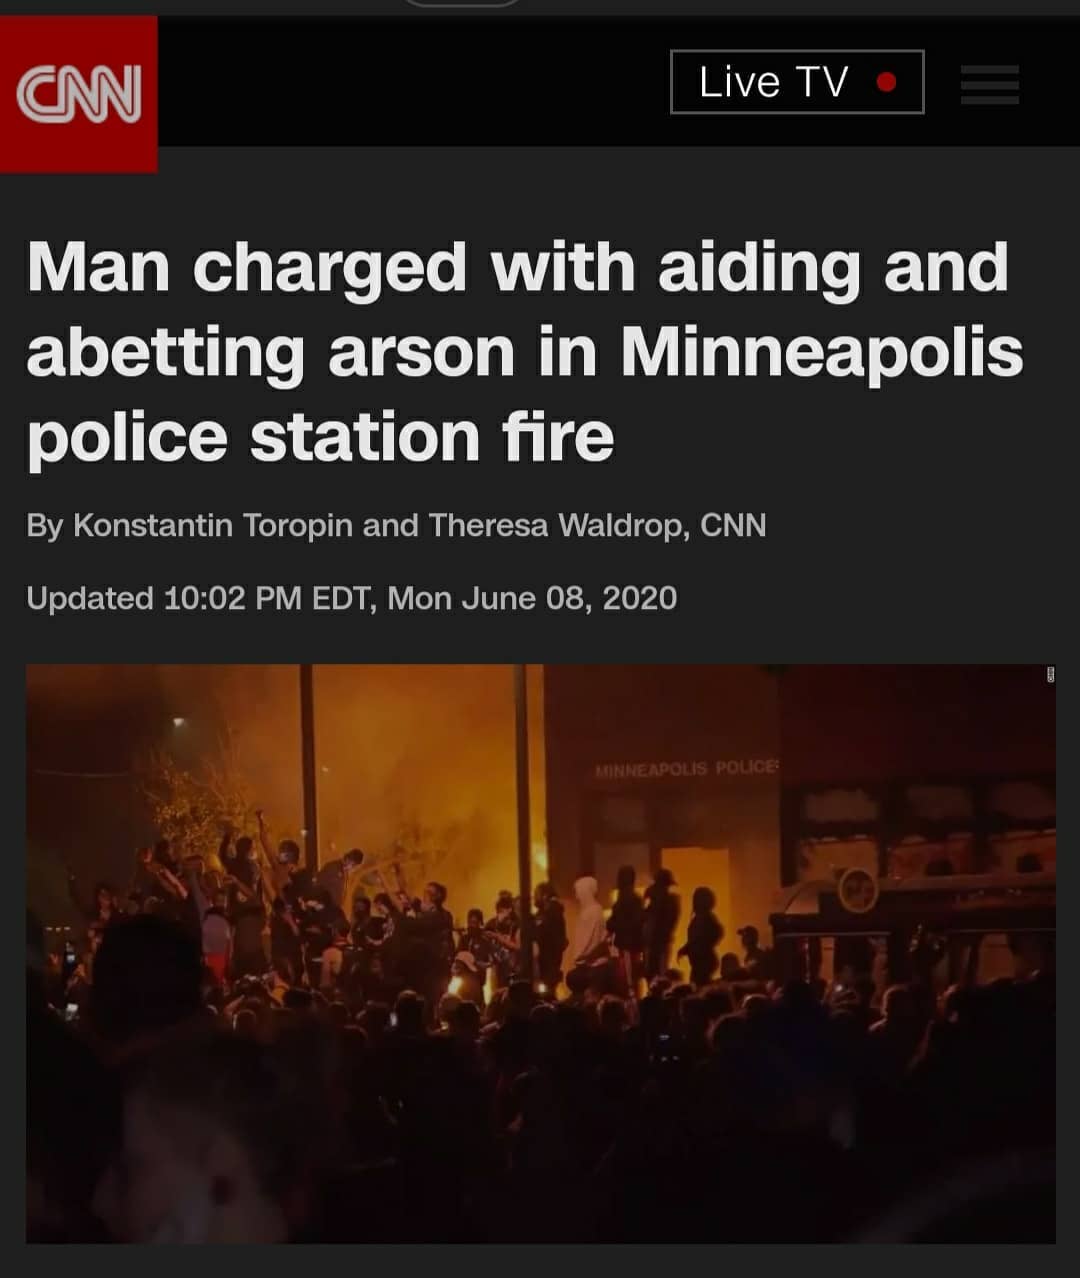 CNN
Live TV
Man charged with aiding and
abetting arson in Minneapolis
police station fire
By Konstantin Toropin and Theresa Waldrop, CNN
Updated 10:02 PM EDT, Mon June 08, 2020
CNN
MINNEAPOLIS POLICE